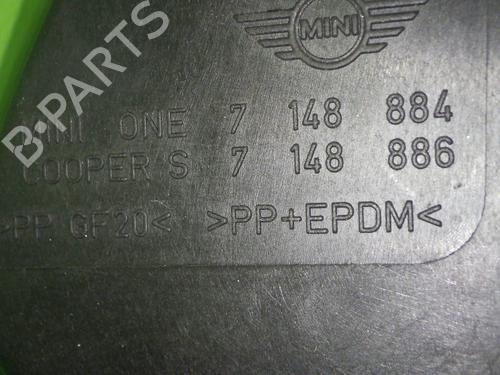 B-PARTS
MINI
MINI ONE 7 148 884
COOPER S 7 148 886
>PP GF20< >PP+EPDM<